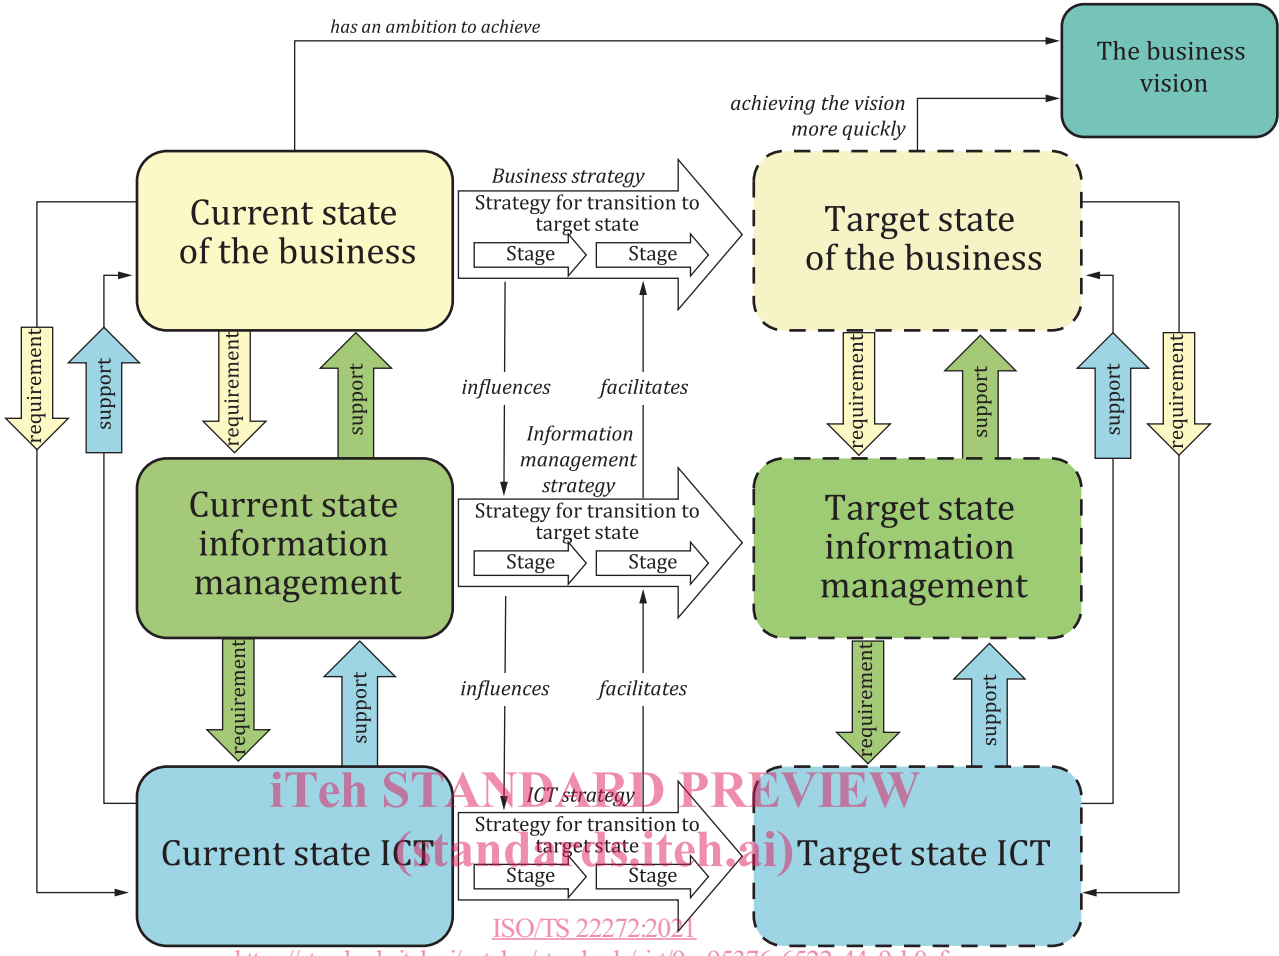 has an ambition to achieve
The business
vision
achieving the vision
more quickly
Current state
of the business
Business strategy
Strategy for transition to
target state
Stage
Stage
Target state
of the business
requirement
support
requirement
support
influences
facilitates
requirement
support
support
requirement
Current state
information
management
Information
management
strategy
Strategy for transition to
target state
Stage
Stage
Target state
information
management
requirement
support
influences
facilitates
requirement
support
iTeh STANDARD PREVIEW
(standards.iteh.ai)
Current state ICT
ICT strategy
Strategy for transition to
target state
Stage
Stage
Target state ICT
ISO/TS 22272:2021